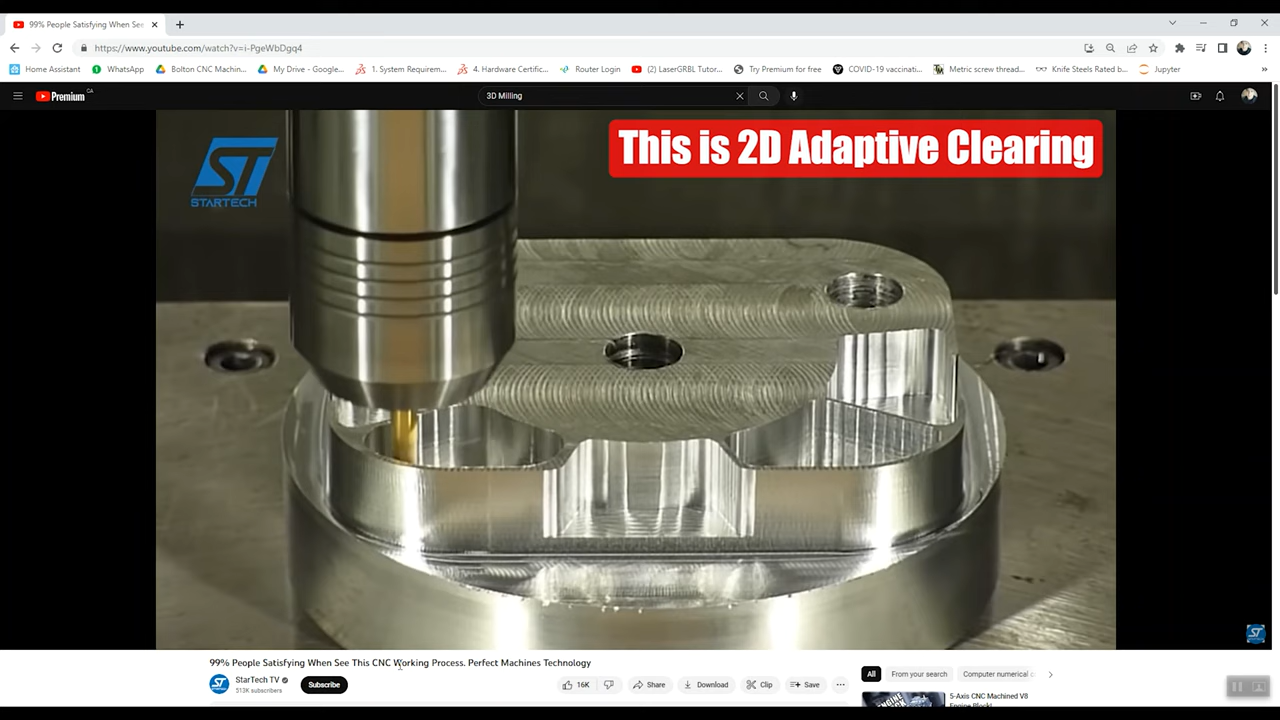 99% People Satisfying When See
https://www.youtube.com/watch?v=i-PgeWbDgq4
Home Assistant
WhatsApp
Bolton CNC Machin...
My Drive - Google...
1. System Requirem...
4. Hardware Certific...
Router Login
(2) LaserGRBL Tutor...
Try Premium for free
COVID-19 vaccinati...
Metric screw thread...
Knife Steels Rated b...
Jupyter
Premium
CA
3D Milling
This is 2D Adaptive Clearing
ST
STARTECH
99% People Satisfying When See This CNC Working Process. Perfect Machines Technology
StarTech TV
513K subscribers
Subscribe
16K
Share
Download
Clip
Save
All
From your search
Computer numerical c
5-Axis CNC Machined V8
Engine Block!